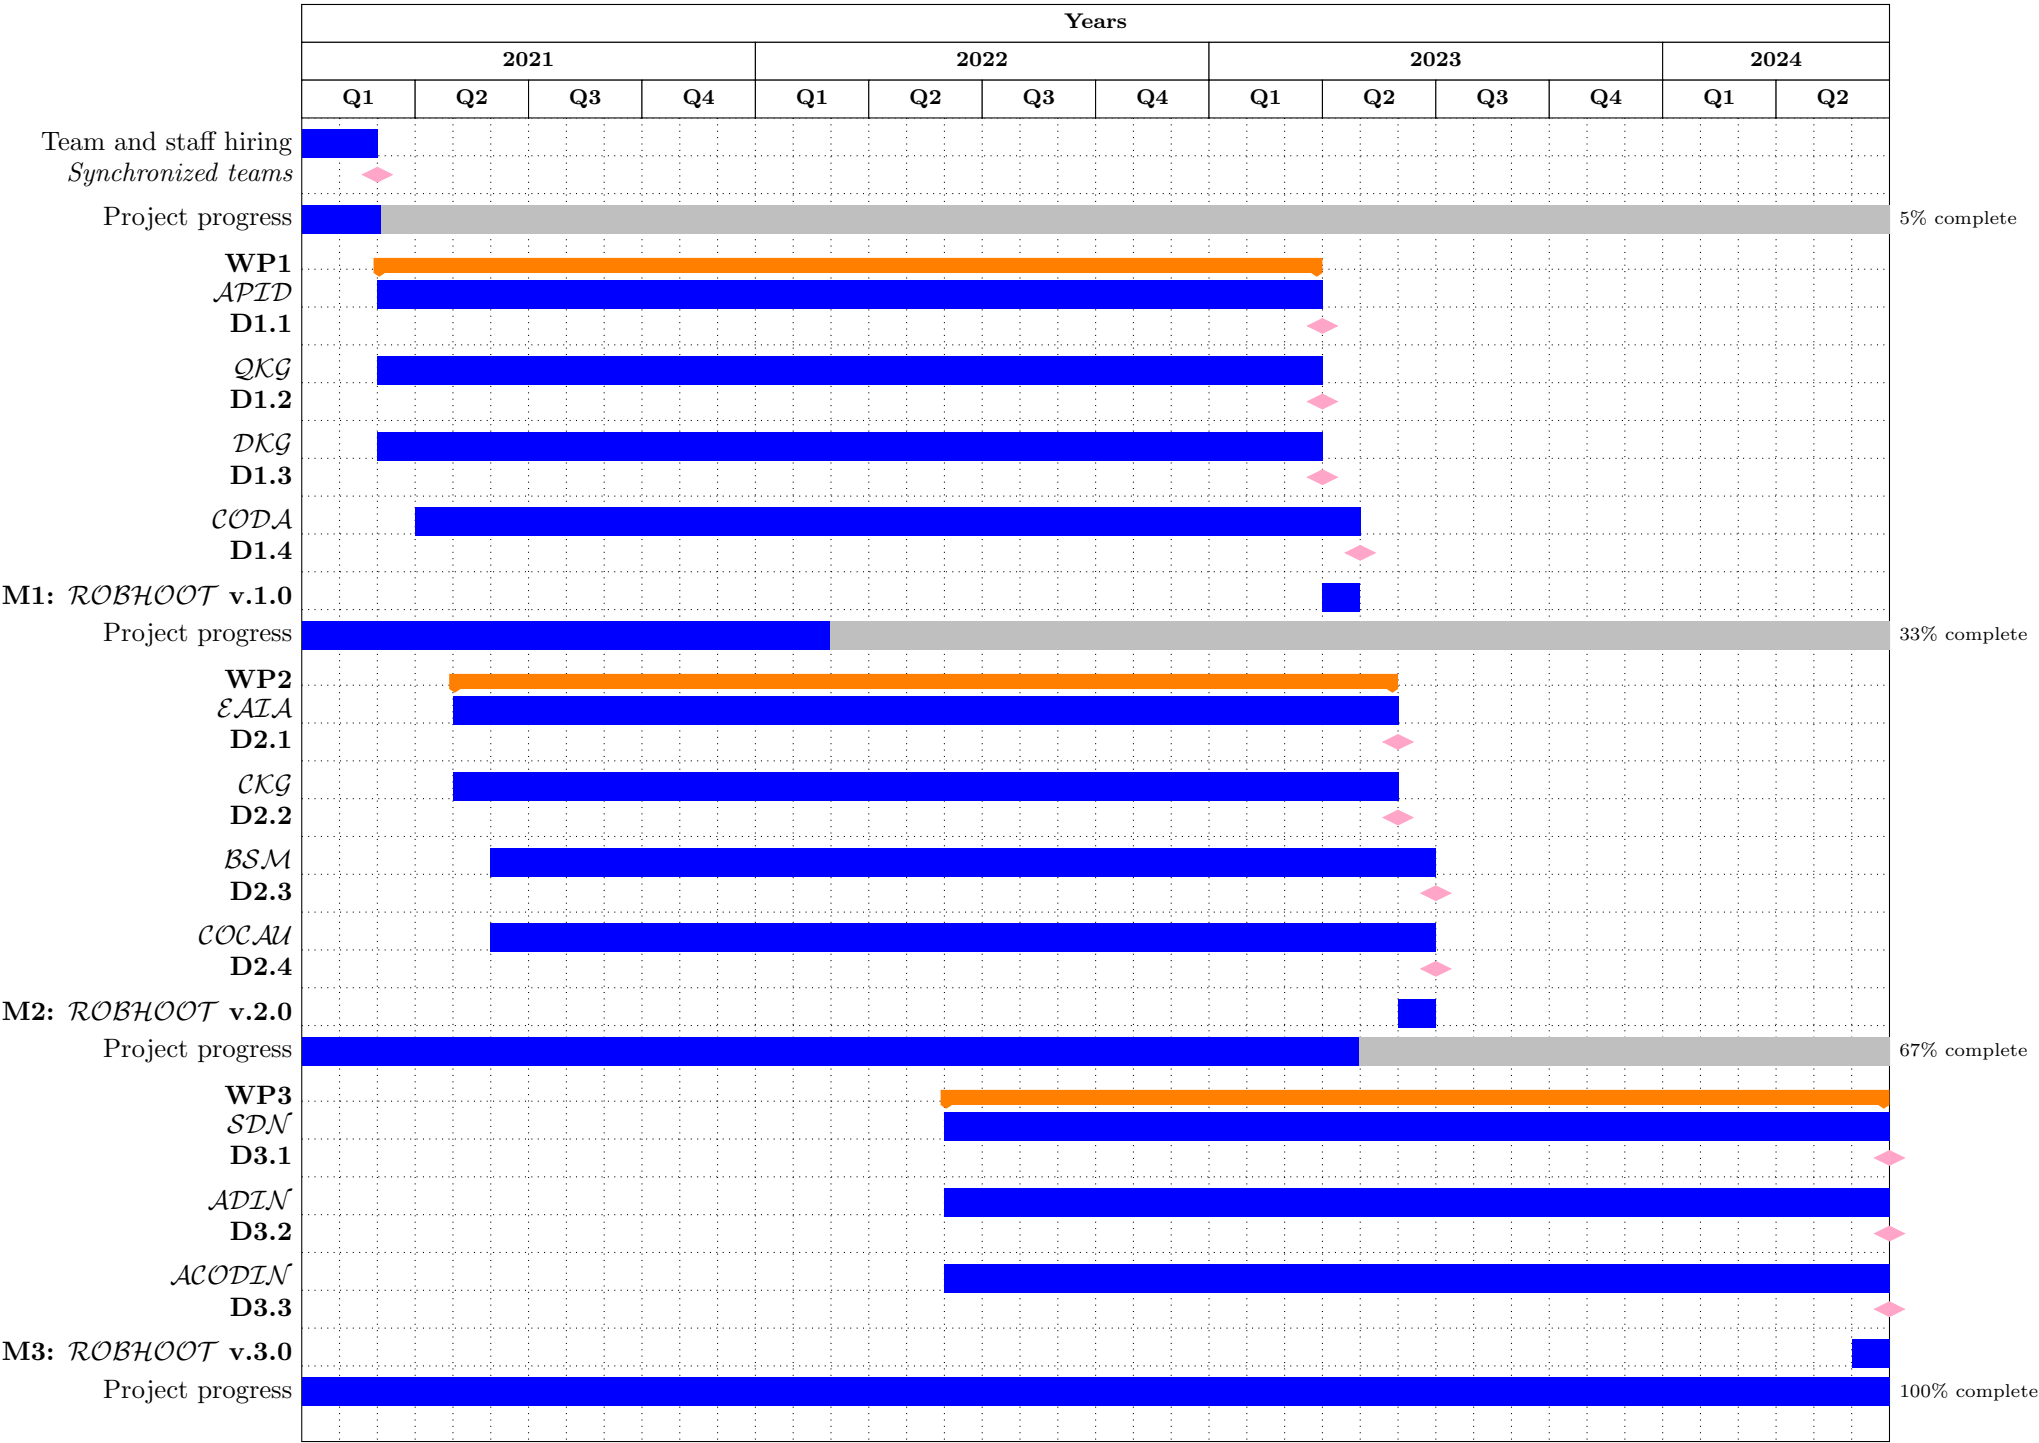 Years
2021 2022 2023 2024
Q1 Q2 Q3 Q4 Q1 Q2 Q3 Q4 Q1 Q2 Q3 Q4 Q1 Q2
Team and staff hiring
Synchronized teams
Project progress 5% complete
WP1
APID
D1.1
QKG
D1.2
DKG
D1.3
CODA
D1.4
M1: ROBHOOT v.1.0
Project progress 33% complete
WP2
EAIA
D2.1
CKG
D2.2
BSM
D2.3
COCAU
D2.4
M2: ROBHOOT v.2.0
Project progress 67% complete
WP3
SDN
D3.1
ADIN
D3.2
ACODIN
D3.3
M3: ROBHOOT v.3.0
Project progress 100% complete